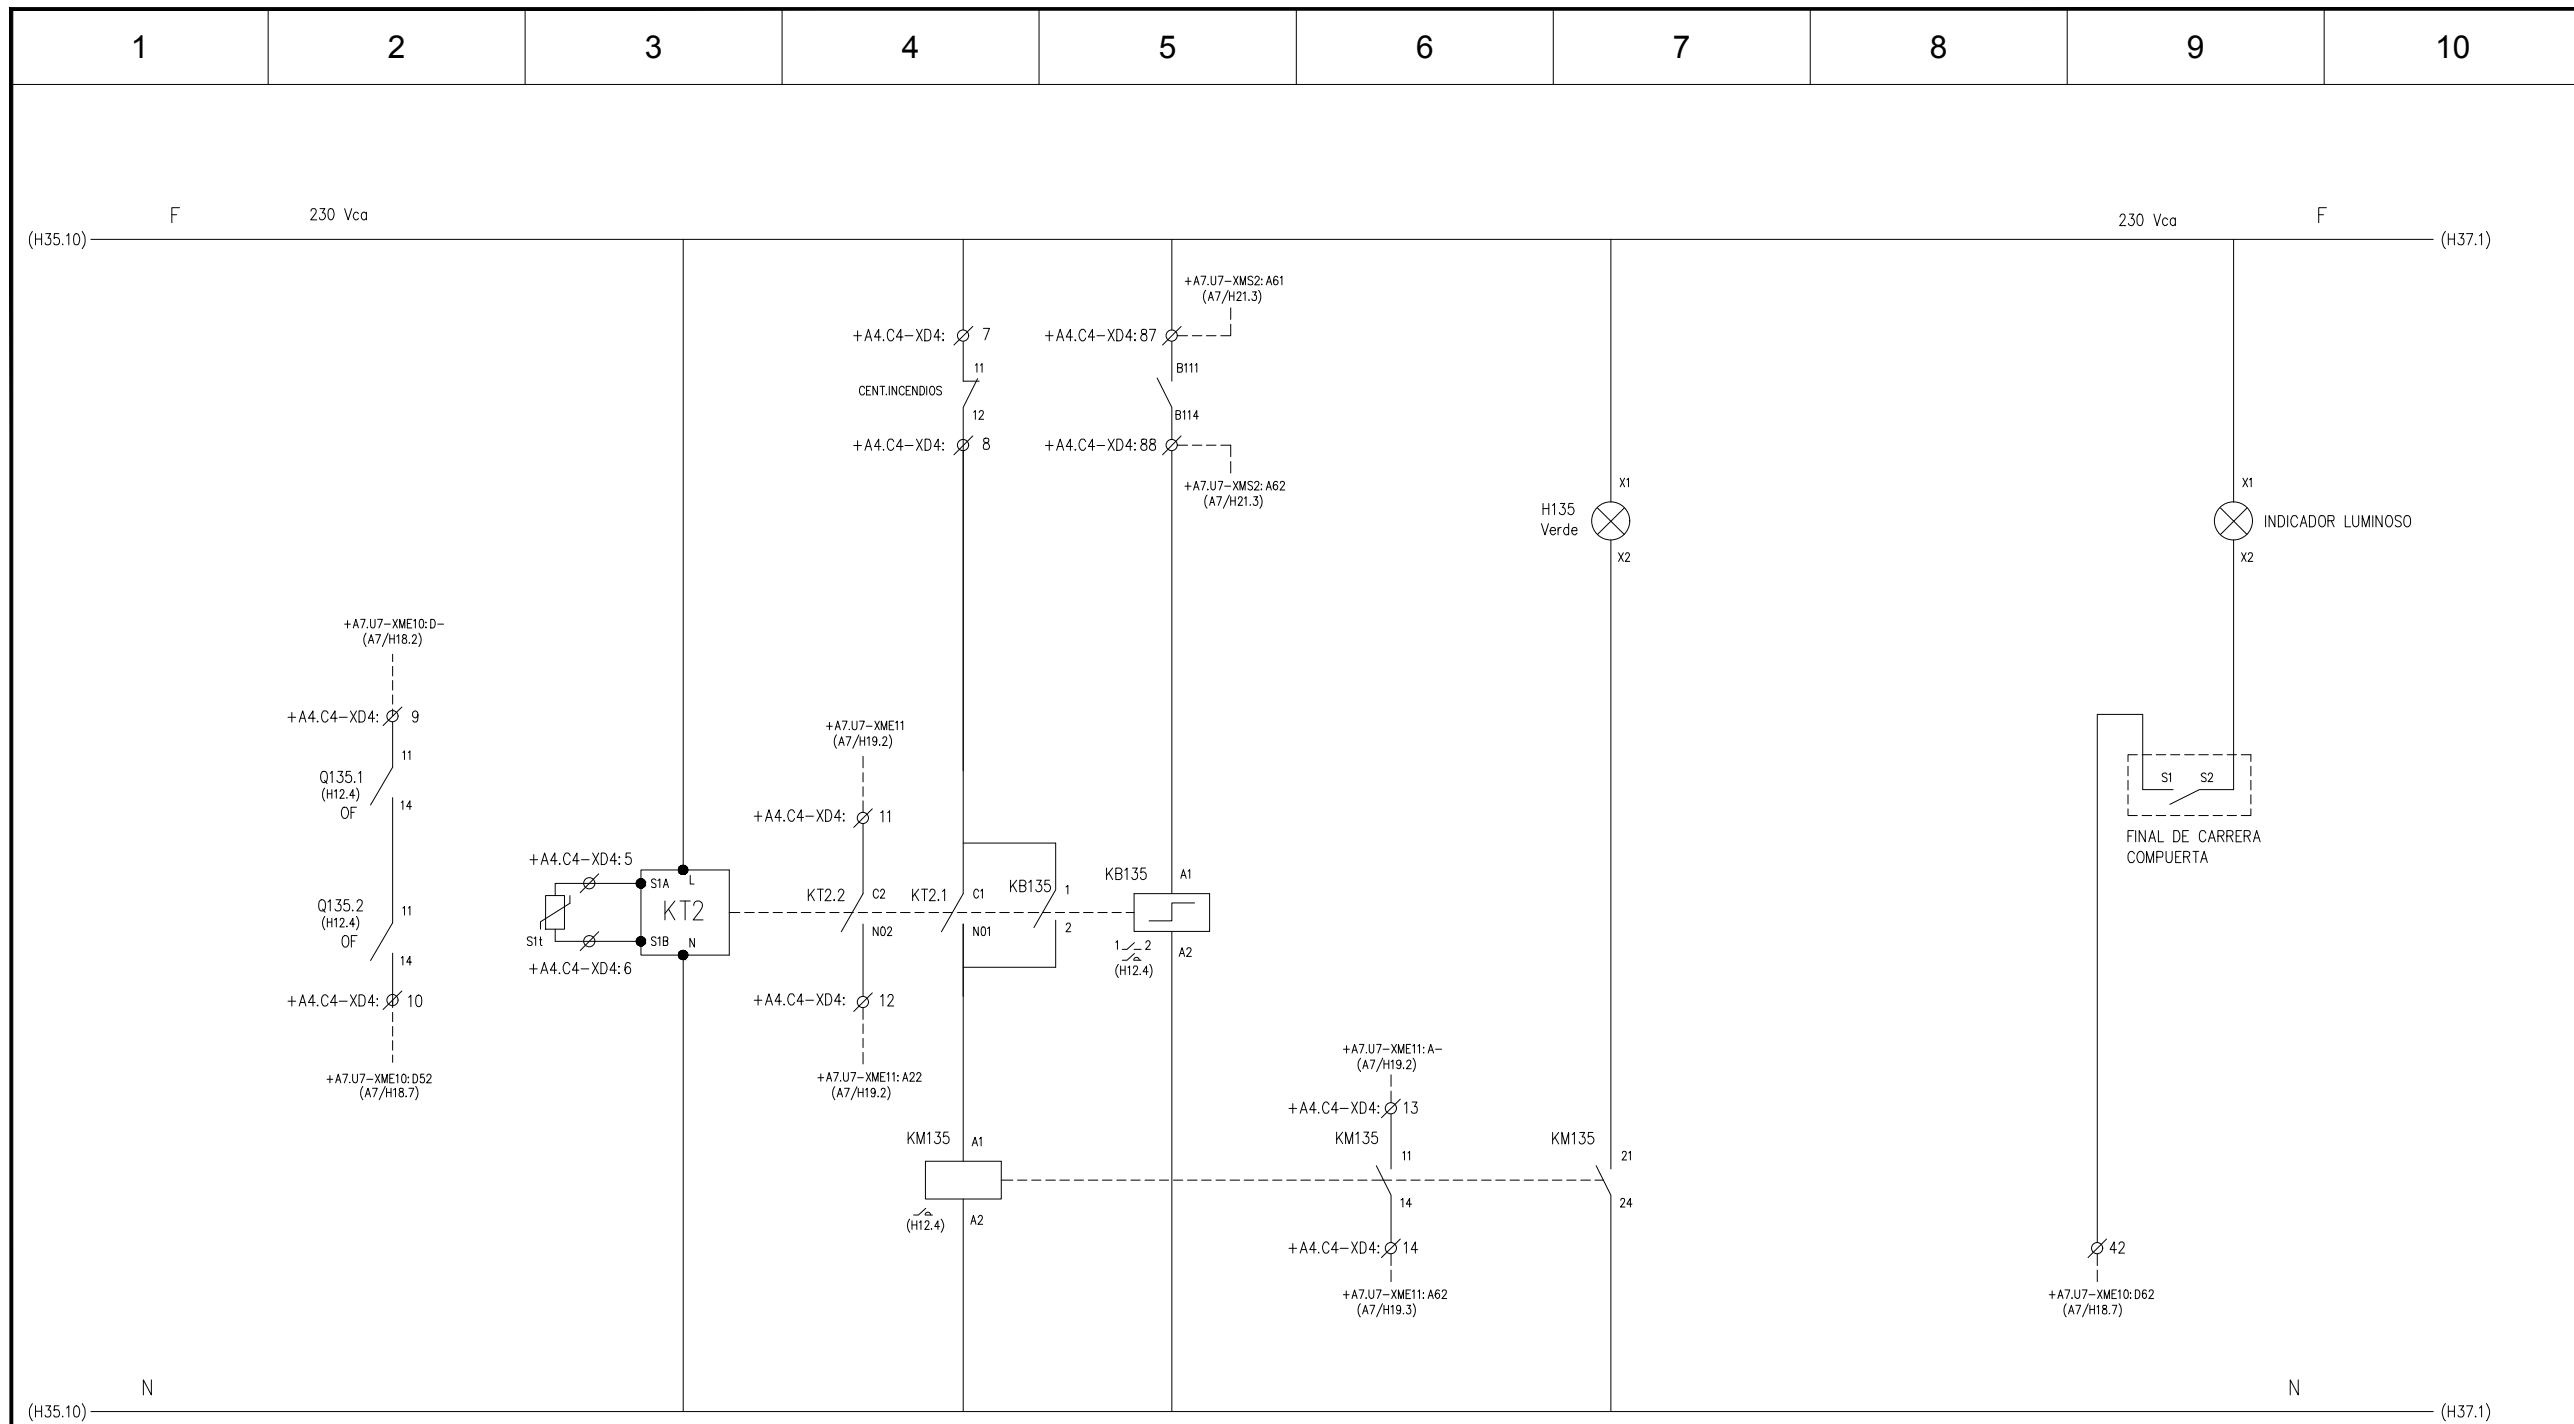 1 2 3 4 5 6 7 8 9 10
F 230 Vca 230 Vca F
(H35.10) (H37.1)
+A7.U7-XME10:D-
(A7/H18.2)
+A4.C4-XD4: 9
11
Q135.1
(H12.4)
OF
14
Q135.2
(H12.4)
OF
11
14
+A4.C4-XD4: 10
+A7.U7-XME10:D52
(A7/H18.7)
+A4.C4-XD4:5
S1A L
KT2
S1t
S1B N
+A4.C4-XD4:6
+A7.U7-XME11
(A7/H19.2)
+A4.C4-XD4: 11
KT2.2 C2
NO2
+A4.C4-XD4: 12
+A7.U7-XME11:A22
(A7/H19.2)
+A4.C4-XD4: 7
11
CENT.INCENDIOS
12
+A4.C4-XD4: 8
KT2.1 C1
NO1
KB135 1
2
KM135 A1
A2
(H12.4)
+A7.U7-XMS2:A61
(A7/H21.3)
+A4.C4-XD4:87
B111
B114
+A4.C4-XD4:88
+A7.U7-XMS2:A62
(A7/H21.3)
KB135 A1
1 2
A2
(H12.4)
+A7.U7-XME11:A-
(A7/H19.2)
+A4.C4-XD4: 13
KM135
11
14
+A4.C4-XD4: 14
+A7.U7-XME11:A62
(A7/H19.3)
X1
H135
Verde
X2
KM135
21
24
X1
INDICADOR LUMINOSO
X2
S1 S2
FINAL DE CARRERA
COMPUERTA
42
+A7.U7-XME10:D62
(A7/H18.7)
N N
(H35.10) (H37.1)